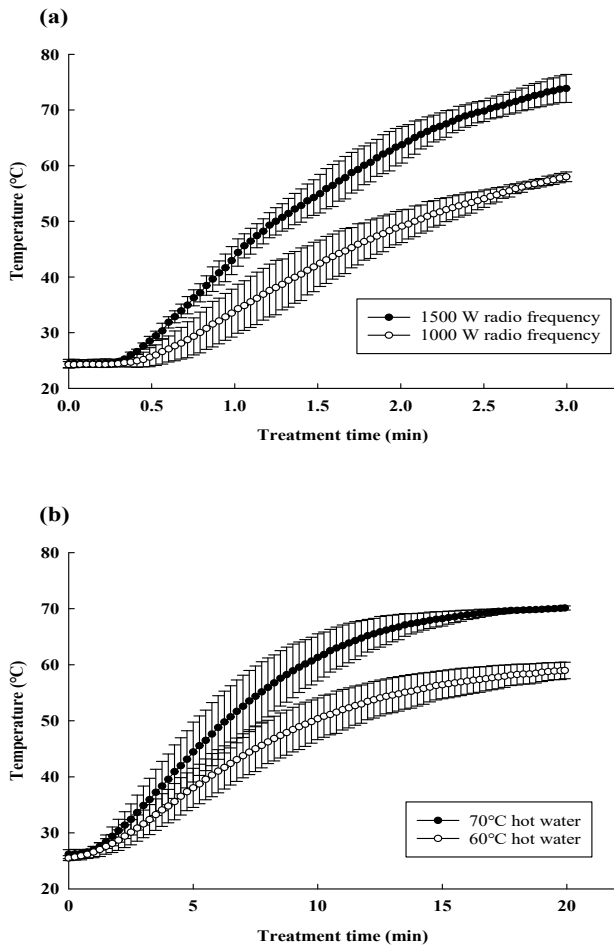 (a)
80
70
60
50
40
30
20
Temperature (°C)
1500 W radio frequency
1000 W radio frequency
0.0 0.5 1.0 1.5 2.0 2.5 3.0
Treatment time (min)
(b)
80
70
60
50
40
30
20
Temperature (°C)
70°C hot water
60°C hot water
0 5 10 15 20
Treatment time (min)